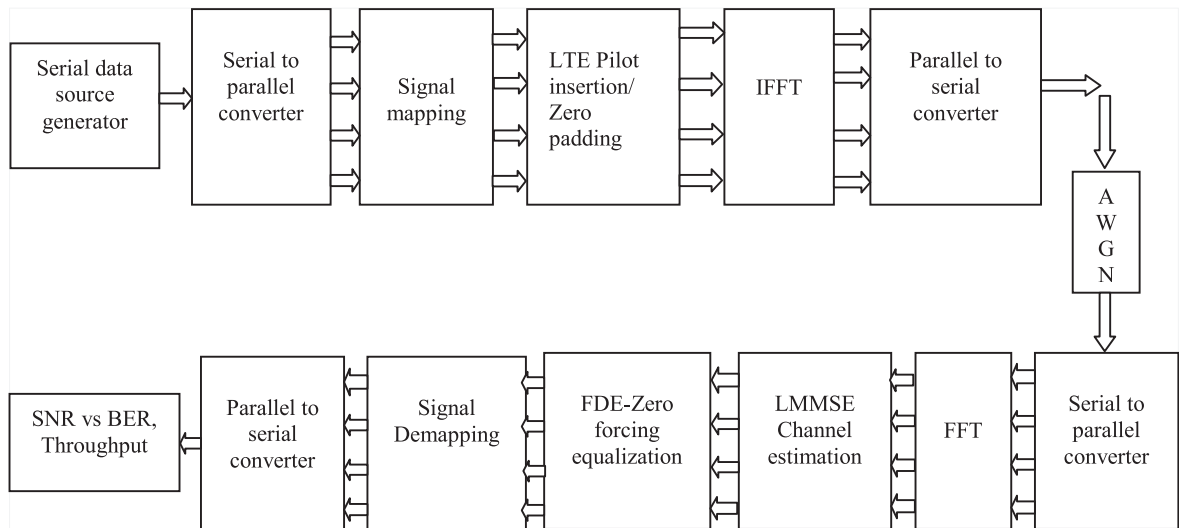 Serial data
source
generator
Serial to
parallel
converter
Signal
mapping
LTE Pilot
insertion/
Zero
padding
IFFT
Parallel to
serial
converter
A
W
G
N
SNR vs BER,
Throughput
Parallel to
serial
converter
Signal
Demapping
FDE-Zero
forcing
equalization
LMMSE
Channel
estimation
FFT
Serial to
parallel
converter